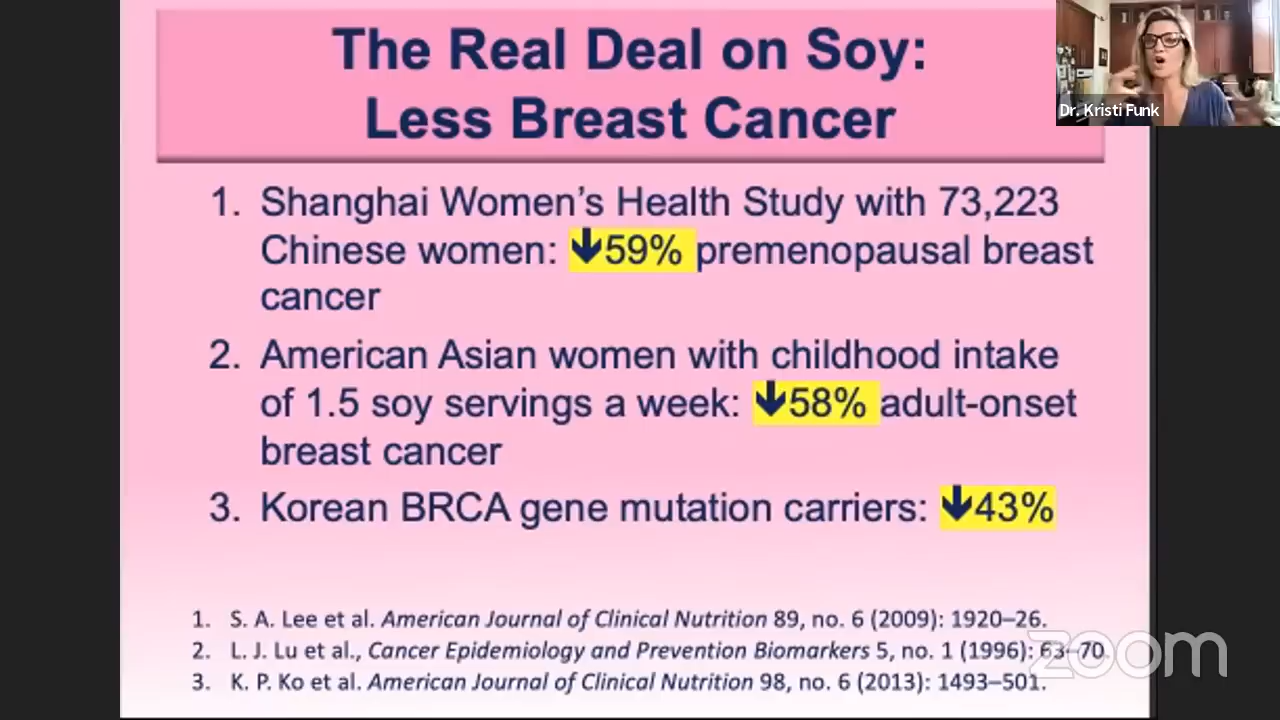 The Real Deal on Soy:
Less Breast Cancer
Dr. Kristi Funk
1. Shanghai Women's Health Study with 73,223
Chinese women: ↓59% premenopausal breast
cancer
2. American Asian women with childhood intake
of 1.5 soy servings a week: ↓58% adult-onset
breast cancer
3. Korean BRCA gene mutation carriers: ↓43%
1. S. A. Lee et al. American Journal of Clinical Nutrition 89, no. 6 (2009): 1920–26.
2. L. J. Lu et al., Cancer Epidemiology and Prevention Biomarkers 5, no. 1 (1996): 63–70
3. K. P. Ko et al. American Journal of Clinical Nutrition 98, no. 6 (2013): 1493–501.
zoom